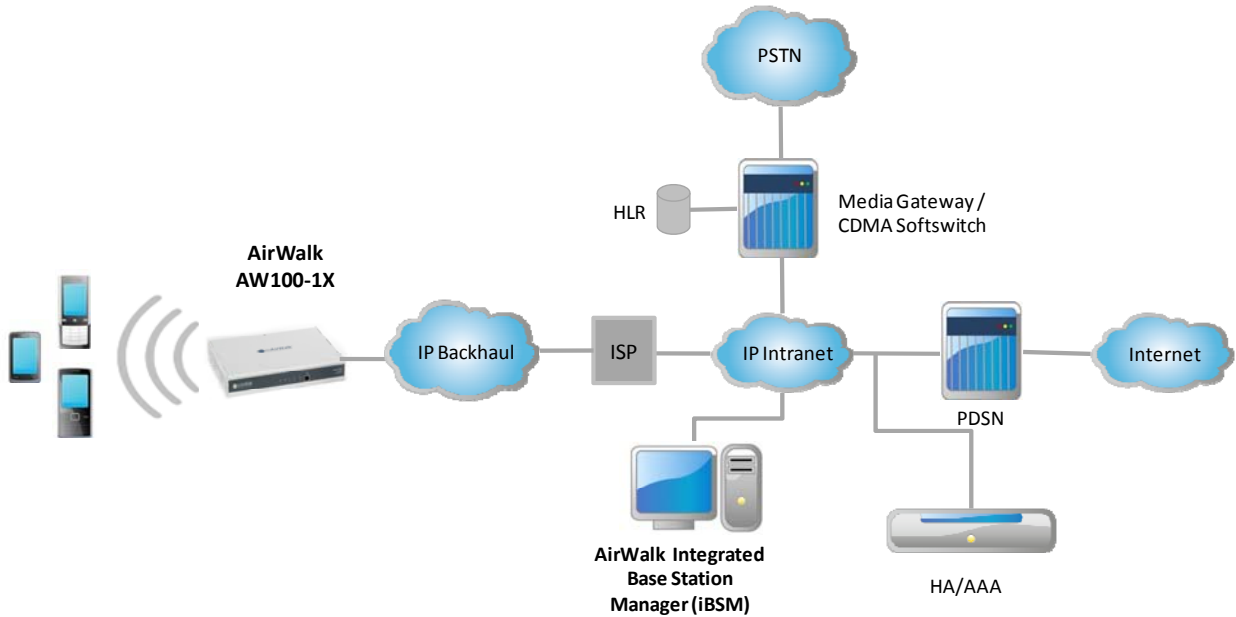 PSTN
HLR
Media Gateway /
CDMA Softswitch
AirWalk
AW100-1X
IP Backhaul
ISP
IP Intranet
Internet
PDSN
AirWalk Integrated
Base Station
Manager (iBSM)
HA/AAA